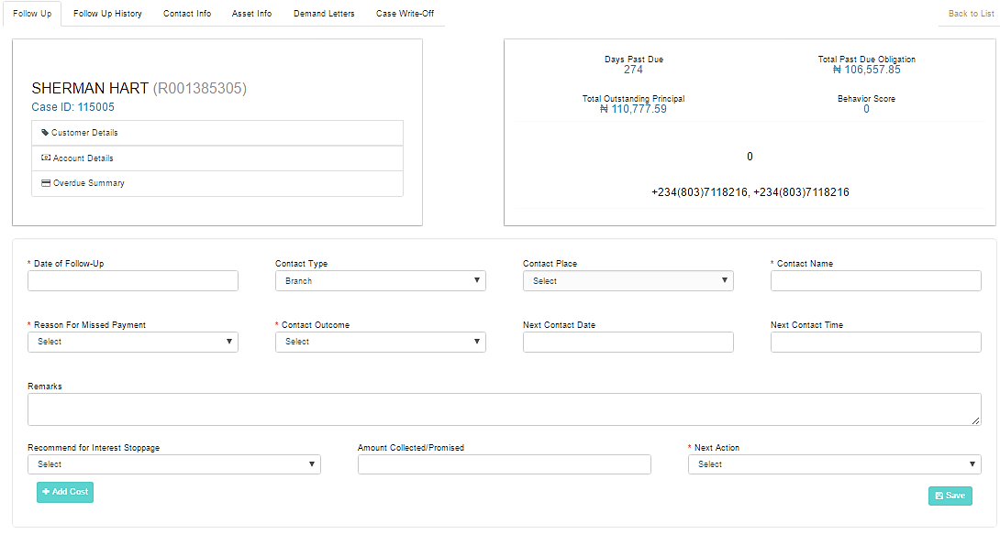 Follow Up Follow Up History Contact Info Asset Info Demand Letters Case Write-Off Back to List
SHERMAN HART (R001385305)
Case ID: 115005
Customer Details
Account Details
Overdue Summary
Days Past Due Total Past Due Obligation
274 ₦ 106,557.85
Total Outstanding Principal Behavior Score
₦ 110,777.59 0
0
+234(803)7118216, +234(803)7118216
* Date of Follow-Up Contact Type Contact Place * Contact Name
Branch Select
* Reason For Missed Payment * Contact Outcome Next Contact Date Next Contact Time
Select Select
Remarks
Recommend for Interest Stoppage Amount Collected/Promised * Next Action
Select Select
+ Add Cost Save